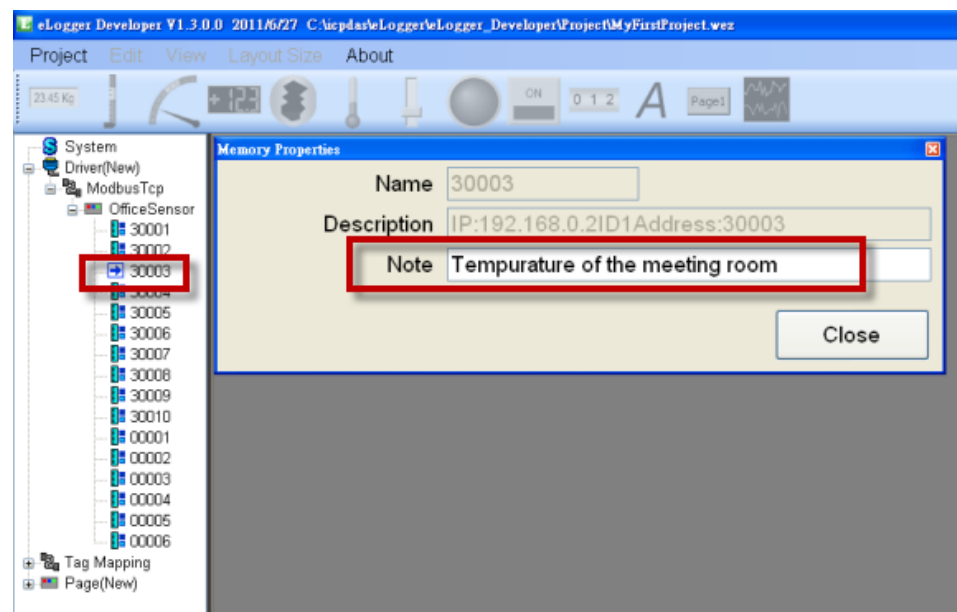 eLogger Developer V1.3.0.0 2011/6/27 C:\icpdas\eLogger\eLogger_Developer\Project\MyFirstProject.wez
Project Edit View Layout Size About
23.45 Kg +123 ON 0 1 2 A Page1
System
Driver(New)
ModbusTcp
OfficeSensor
30001
30002
30003
30004
30005
30006
30007
30008
30009
30010
00001
00002
00003
00004
00005
00006
Tag Mapping
Page(New)
Memory Properties
Name 30003
Description IP:192.168.0.2ID1Address:30003
Note Tempurature of the meeting room
Close